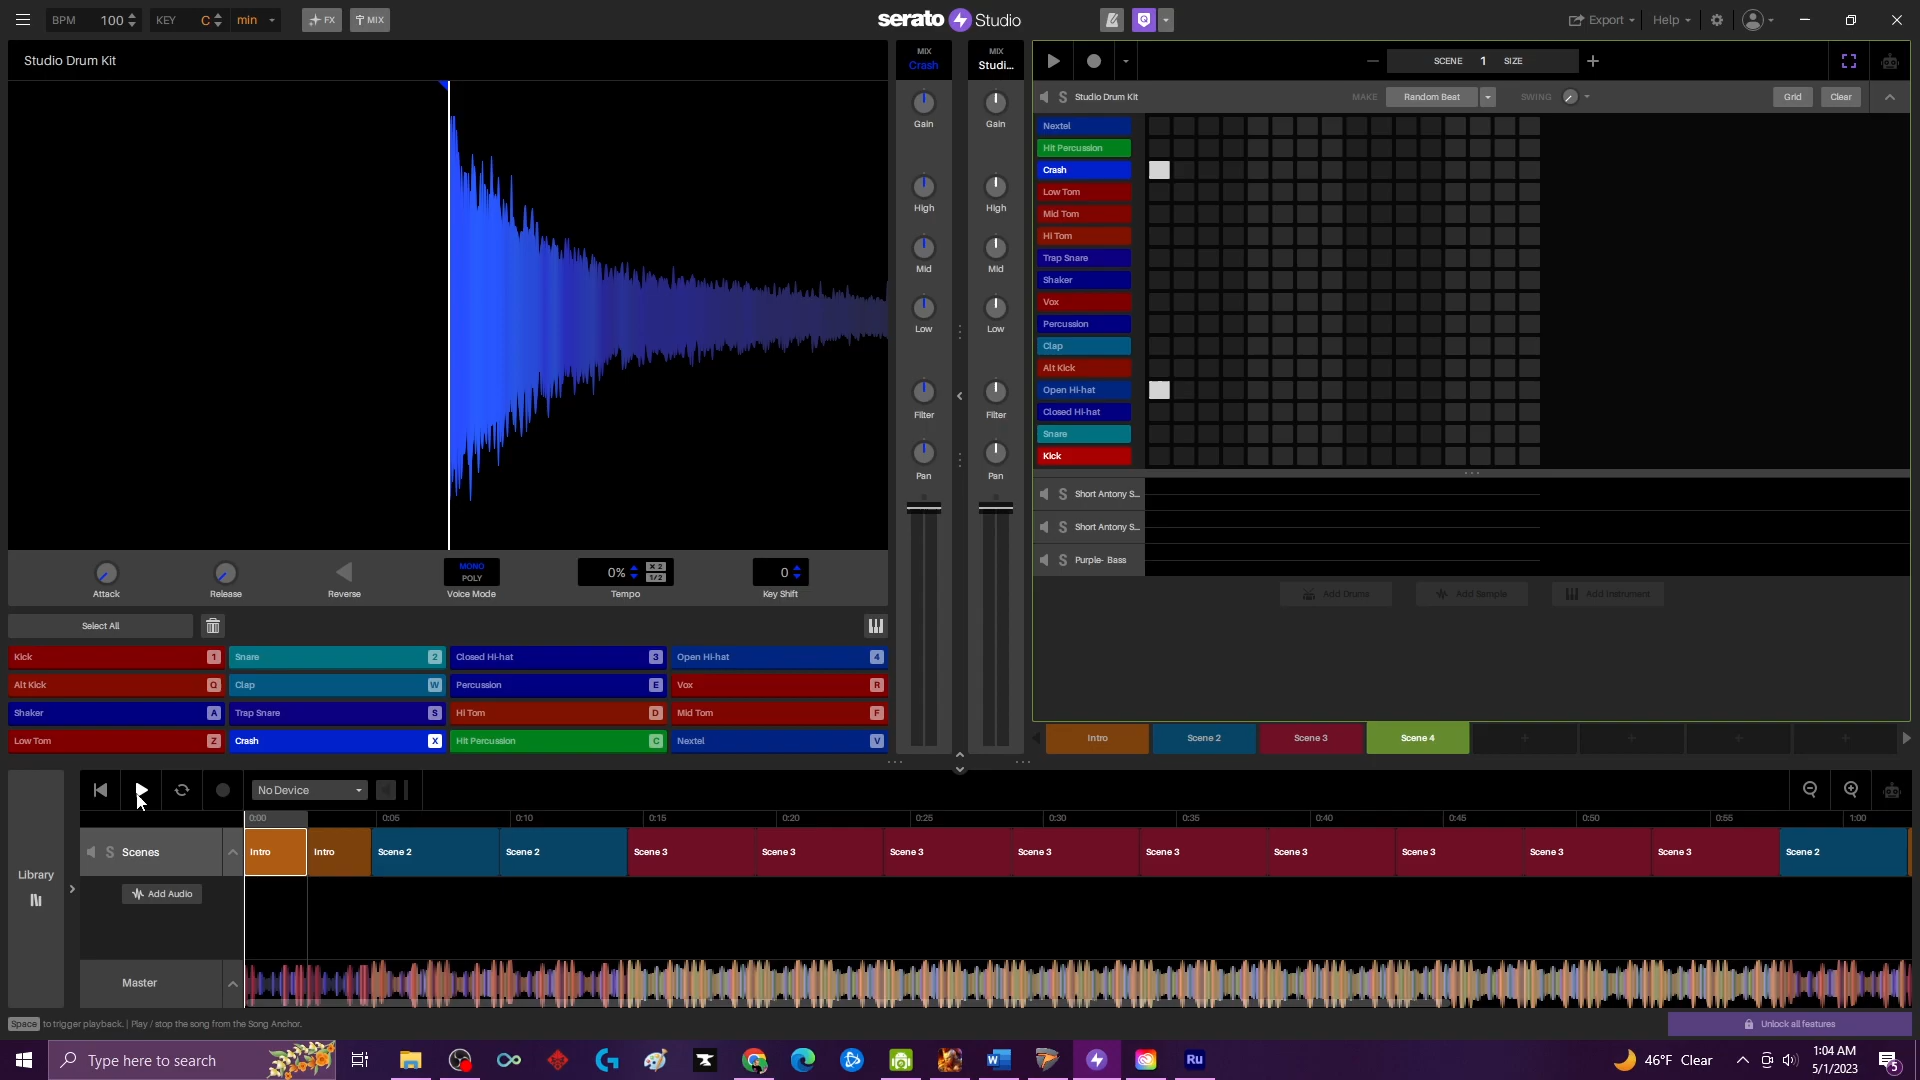 BPM 100 KEY C min FX MIX serato Studio Export Help
Studio Drum Kit
MIX
Crash
MIX
Studi...
SCENE 1 SIZE
Studio Drum Kit MAKE Random Beat SWING Grid Clear
Nextel
Hit Percussion
Crash
Low Tom
Mid Tom
Hi Tom
Trap Snare
Shaker
Vox
Percussion
Clap
Alt Kick
Open Hi-hat
Closed Hi-hat
Snare
Kick
Gain Gain
High High
Mid Mid
Low Low
Filter Filter
Pan Pan
S Short Antony S...
S Short Antony S...
S Purple- Bass
Add Drums Add Sample Add Instrument
MONO
POLY
0% X 2
1/2
0
Attack Release Reverse Voice Mode Tempo Key Shift
Select All
Kick 1 Snare 2 Closed Hi-hat 3 Open Hi-hat 4
Alt Kick Q Clap W Percussion E Vox R
Shaker A Trap Snare S Hi Tom D Mid Tom F
Low Tom Z Crash X Hit Percussion C Nextel V
Intro Scene 2 Scene 3 Scene 4
No Device
0:00 0:05 0:10 0:15 0:20 0:25 0:30 0:35 0:40 0:45 0:50 0:55 1:00
S Scenes Intro Intro Scene 2 Scene 2 Scene 3 Scene 3 Scene 3 Scene 3 Scene 3 Scene 3 Scene 3 Scene 3 Scene 3 Scene 2
Library
Add Audio
Master
Space to trigger playback. | Play / stop the song from the Song Anchor.
Unlock all features
Type here to search
Ru
46°F Clear
1:04 AM
5/1/2023
5